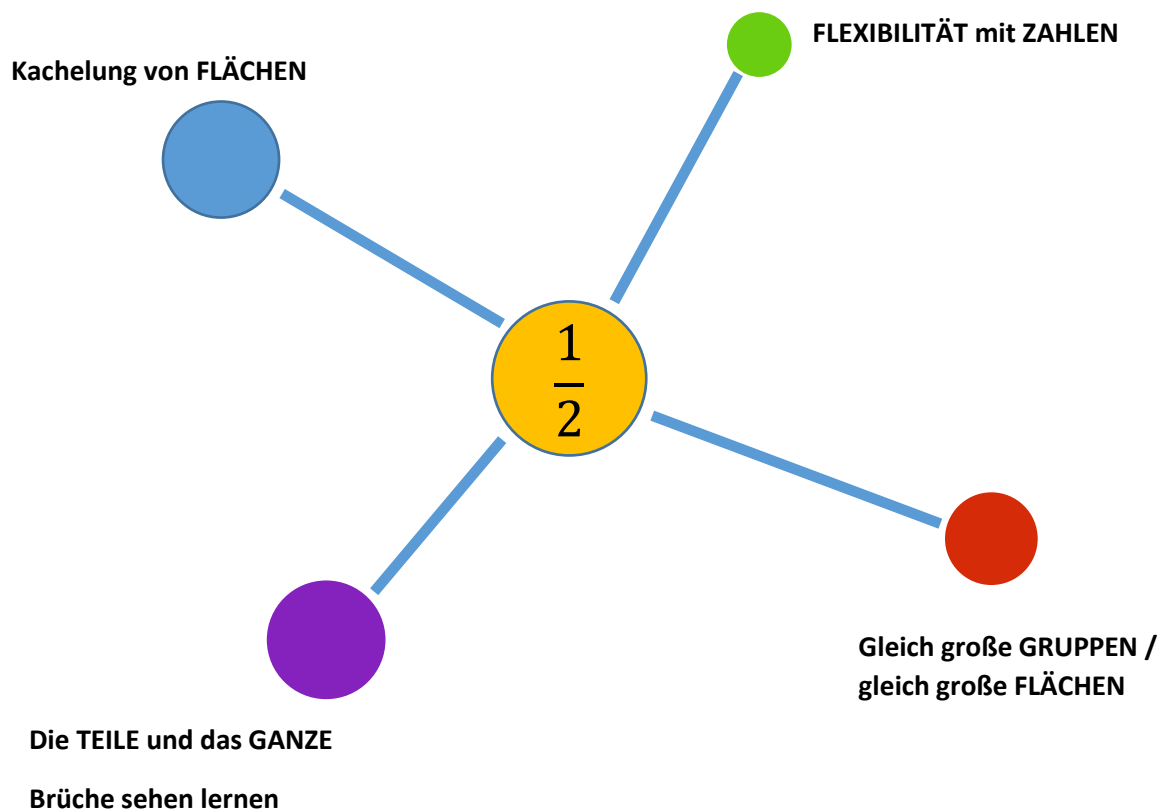 FLEXIBILITÄT mit ZAHLEN
Kachelung von FLÄCHEN
1
2
Gleich große GRUPPEN /
gleich große FLÄCHEN
Die TEILE und das GANZE
Brüche sehen lernen